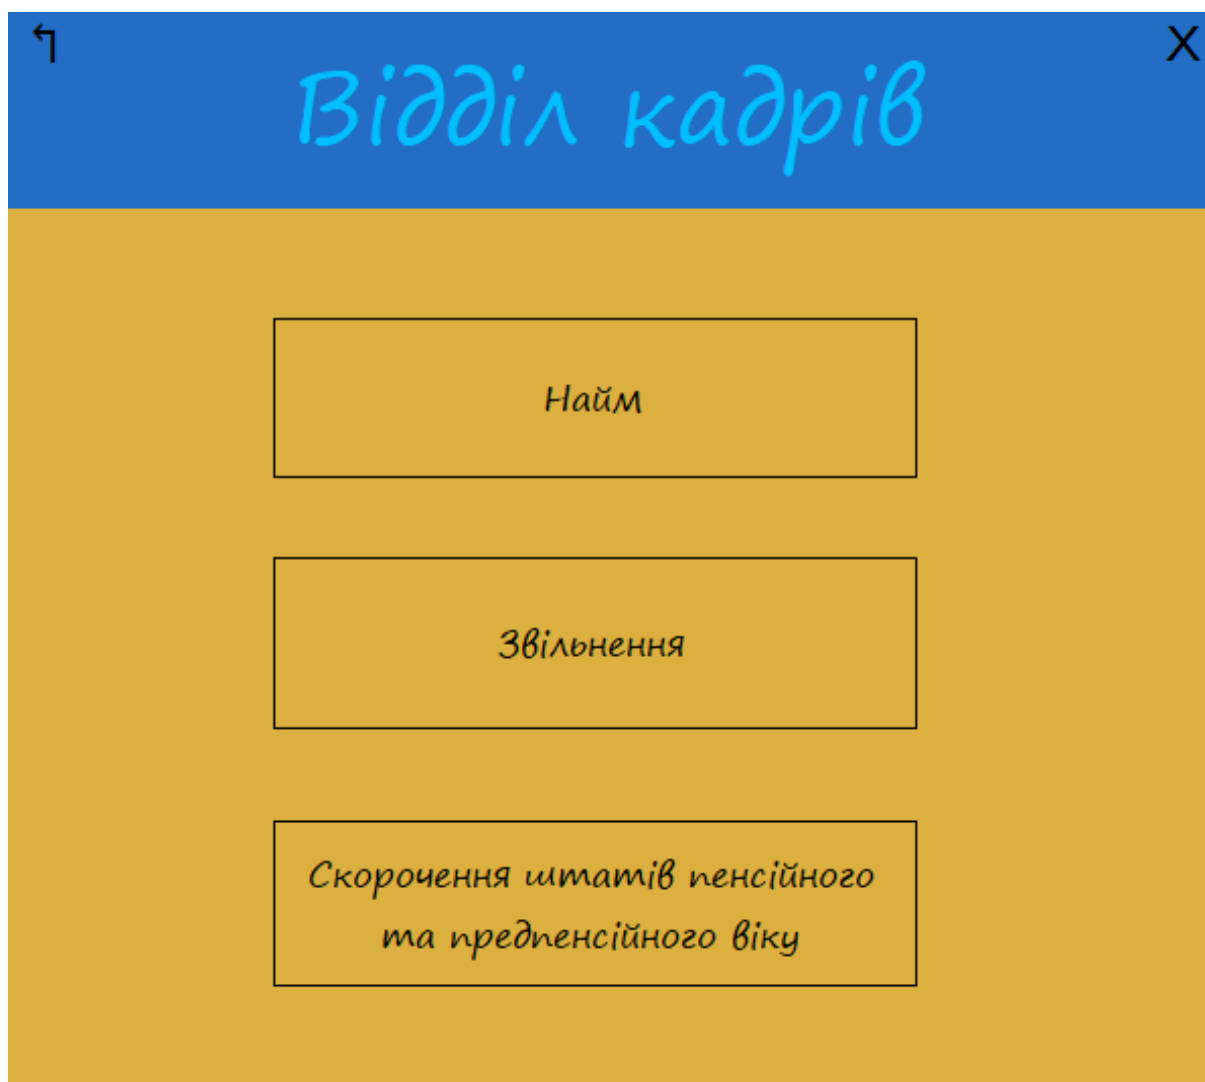 ↰
X
Відділ кадрів
Найм
Звільнення
Скорочення штатів пенсійного
та предпенсійного віку